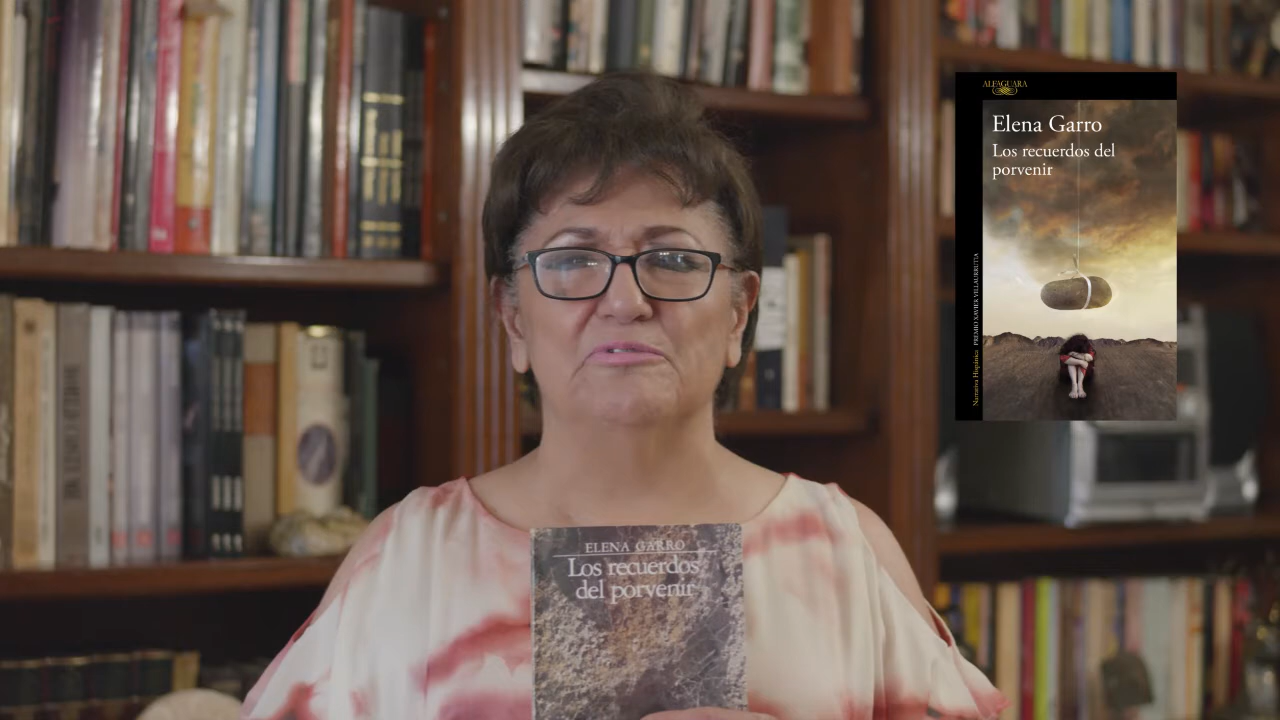 ALFAGUARA
Elena Garro
Los recuerdos del
porvenir
Narrativa Hispánica PREMIO XAVIER VILLAURRUTIA
ELENA GARRO
Los recuerdos
del porvenir